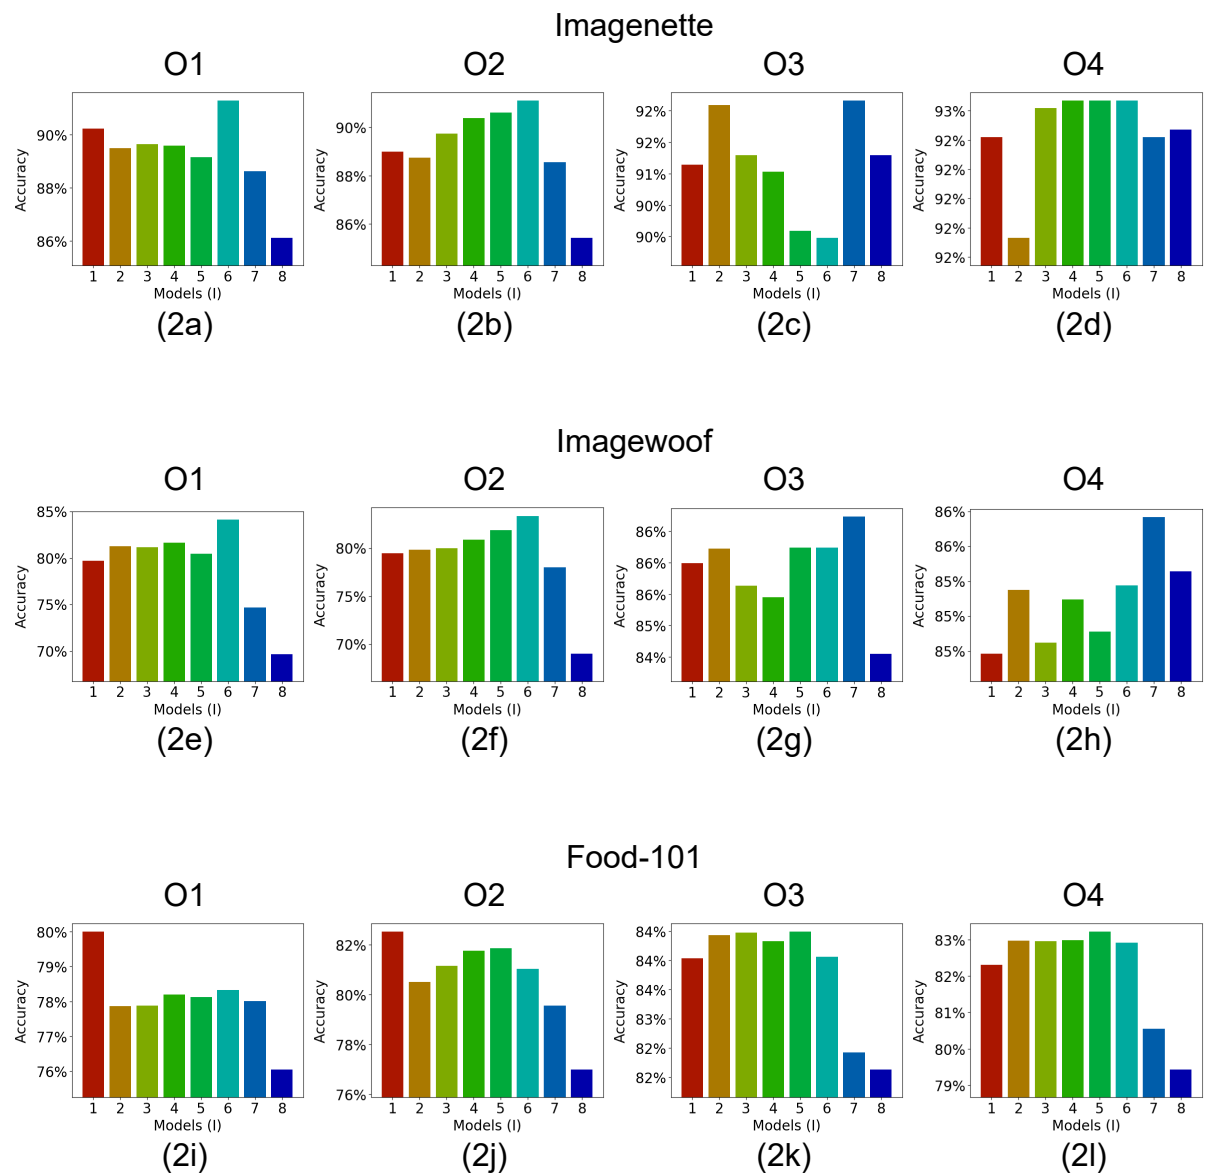 Imagenette
O1 O2 O3 O4
90%
88%
86%
Accuracy
1 2 3 4 5 6 7 8
Models (I)
(2a)
90%
88%
86%
Accuracy
1 2 3 4 5 6 7 8
Models (I)
(2b)
92%
92%
91%
90%
90%
Accuracy
1 2 3 4 5 6 7 8
Models (I)
(2c)
93%
92%
92%
92%
92%
92%
Accuracy
1 2 3 4 5 6 7 8
Models (I)
(2d)
Imagewoof
O1 O2 O3 O4
85%
80%
75%
70%
Accuracy
1 2 3 4 5 6 7 8
Models (I)
(2e)
80%
75%
70%
Accuracy
1 2 3 4 5 6 7 8
Models (I)
(2f)
86%
86%
86%
85%
84%
Accuracy
1 2 3 4 5 6 7 8
Models (I)
(2g)
86%
86%
85%
85%
85%
Accuracy
1 2 3 4 5 6 7 8
Models (I)
(2h)
Food-101
O1 O2 O3 O4
80%
79%
78%
77%
76%
Accuracy
1 2 3 4 5 6 7 8
Models (I)
(2i)
82%
80%
78%
76%
Accuracy
1 2 3 4 5 6 7 8
Models (I)
(2j)
84%
84%
84%
83%
82%
82%
Accuracy
1 2 3 4 5 6 7 8
Models (I)
(2k)
83%
82%
81%
80%
79%
Accuracy
1 2 3 4 5 6 7 8
Models (I)
(2l)